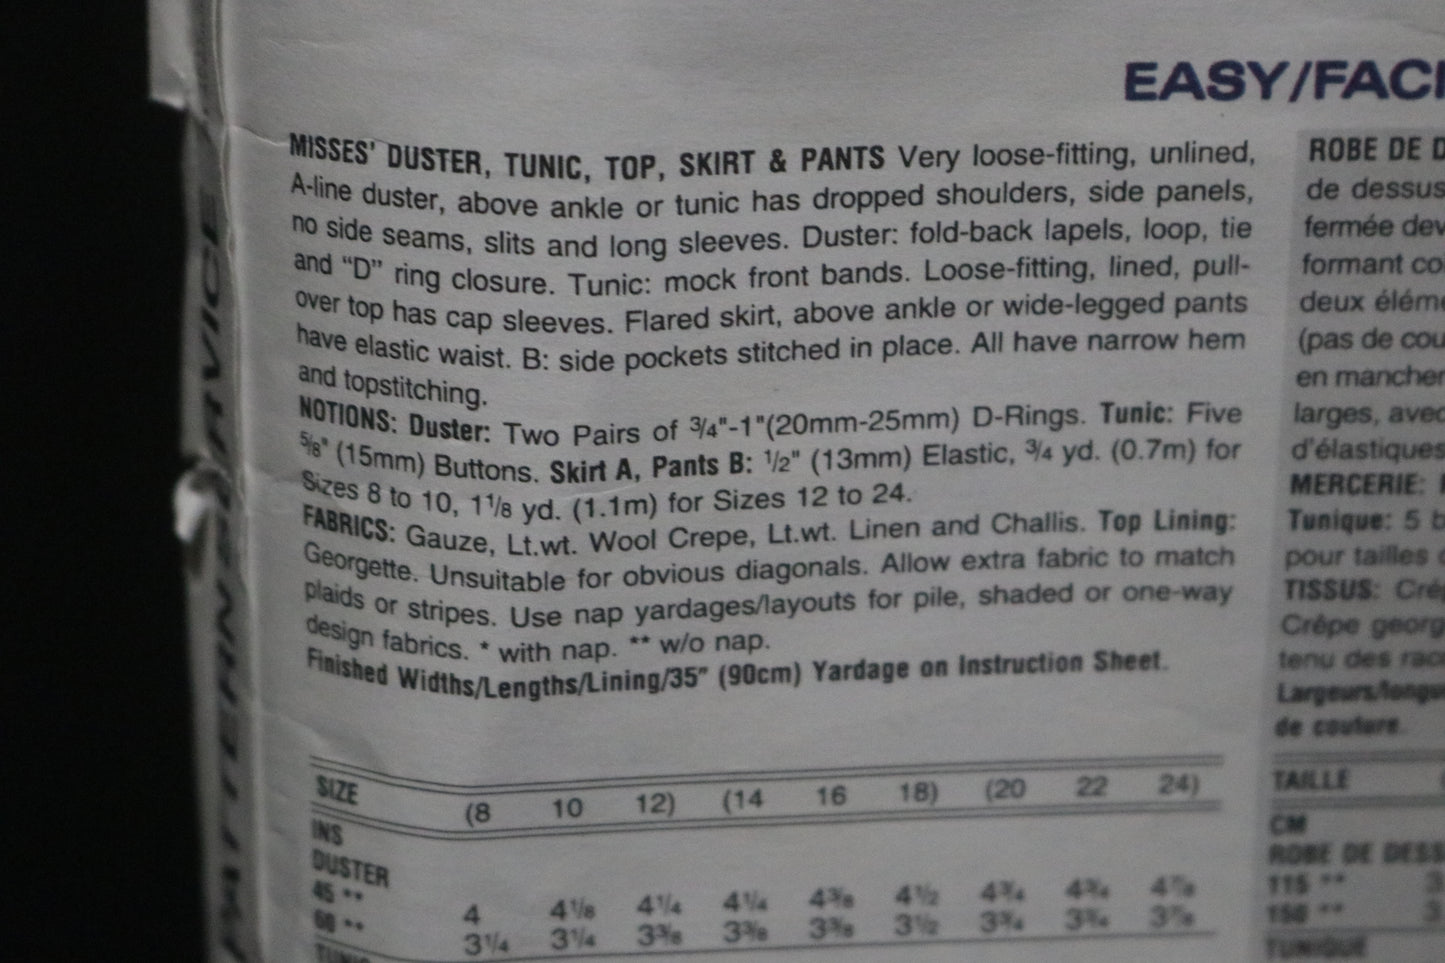 EASY/FACI
MISSES' DUSTER, TUNIC, TOP, SKIRT & PANTS Very loose-fitting, unlined,
A-line duster, above ankle or tunic has dropped shoulders, side panels,
no side seams, slits and long sleeves. Duster: fold-back lapels, loop, tie
and "D" ring closure. Tunic: mock front bands. Loose-fitting, lined, pull-
over top has cap sleeves. Flared skirt, above ankle or wide-legged pants
have elastic waist. B: side pockets stitched in place. All have narrow hem
and topstitching.
NOTIONS: Duster: Two Pairs of 3/4"-1"(20mm-25mm) D-Rings. Tunic: Five
5/8" (15mm) Buttons. Skirt A, Pants B: 1/2" (13mm) Elastic, 3/4 yd. (0.7m) for
Sizes 8 to 10, 1 1/8 yd. (1.1m) for Sizes 12 to 24.
FABRICS: Gauze, Lt.wt. Wool Crepe, Lt.wt. Linen and Challis. Top Lining:
Georgette. Unsuitable for obvious diagonals. Allow extra fabric to match
plaids or stripes. Use nap yardages/layouts for pile, shaded or one-way
design fabrics. * with nap. ** w/o nap.
Finished Widths/Lengths/Lining/35" (90cm) Yardage on Instruction Sheet.
SIZE (8 10 12) (14 16 18) (20 22 24)
INS
DUSTER
45 ** 4 4 1/8 4 1/4 4 1/4 4 3/8 4 1/2 4 3/4 4 3/4 4 7/8
60 ** 3 1/4 3 1/4 3 3/8 3 3/8 3 3/8 3 1/2 3 3/4 3 3/4 3 7/8
ROBE DE D
de dessus
fermée dev
formant co
deux éléme
(pas de cou
en mancher
larges, avec
d'élastiques
MERCERIE:
Tunique: 5 b
pour tailles
TISSUS: Crêp
Crêpe georg
tenu des rac
Largeurs/longu
de couture.
TAILLE
CM
ROBE DE DESS
115 ** 3
150 ** 3
TUNIQUE